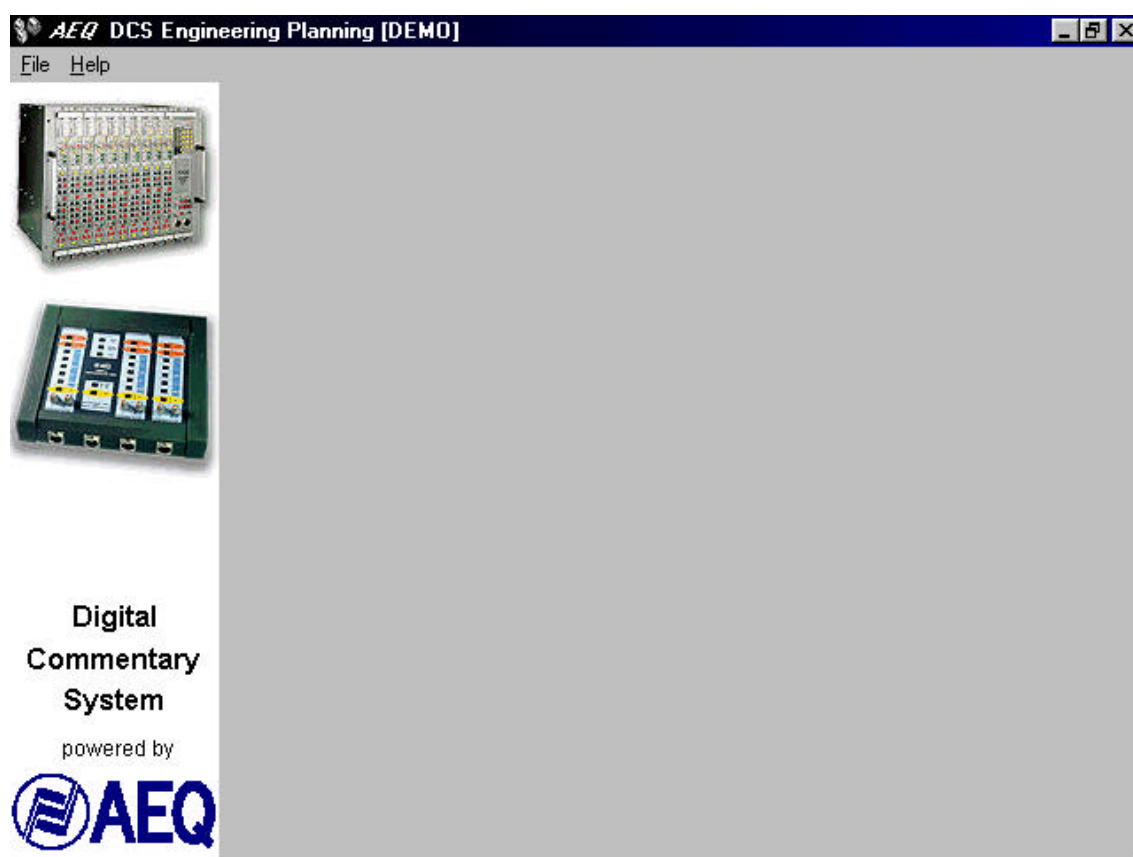 AEQ DCS Engineering Planning [DEMO]
File Help
Digital
Commentary
System
powered by
AEQ